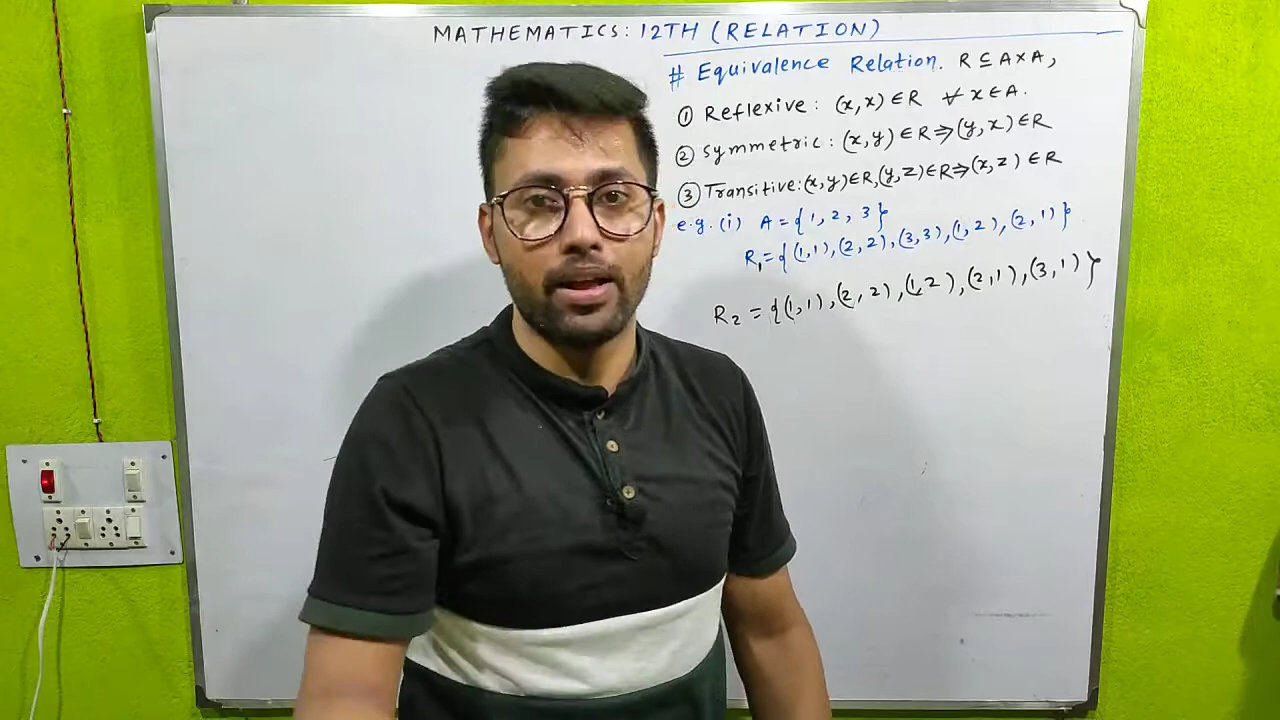 MATHEMATICS: 12TH (RELATION)
# Equivalence Relation. R ⊆ A×A,
① Reflexive: (x,x) ∈ R ∀ x ∈ A.
② Symmetric: (x,y) ∈ R ⇒ (y,x) ∈ R
③ Transitive: (x,y) ∈ R, (y,z) ∈ R ⇒ (x,z) ∈ R
e.g. (i) A = {1, 2, 3}
R₁ = {(1,1), (2,2), (3,3), (1,2), (2,1)}
R₂ = {(1,1), (2,2), (1,2), (2,1), (3,1)}